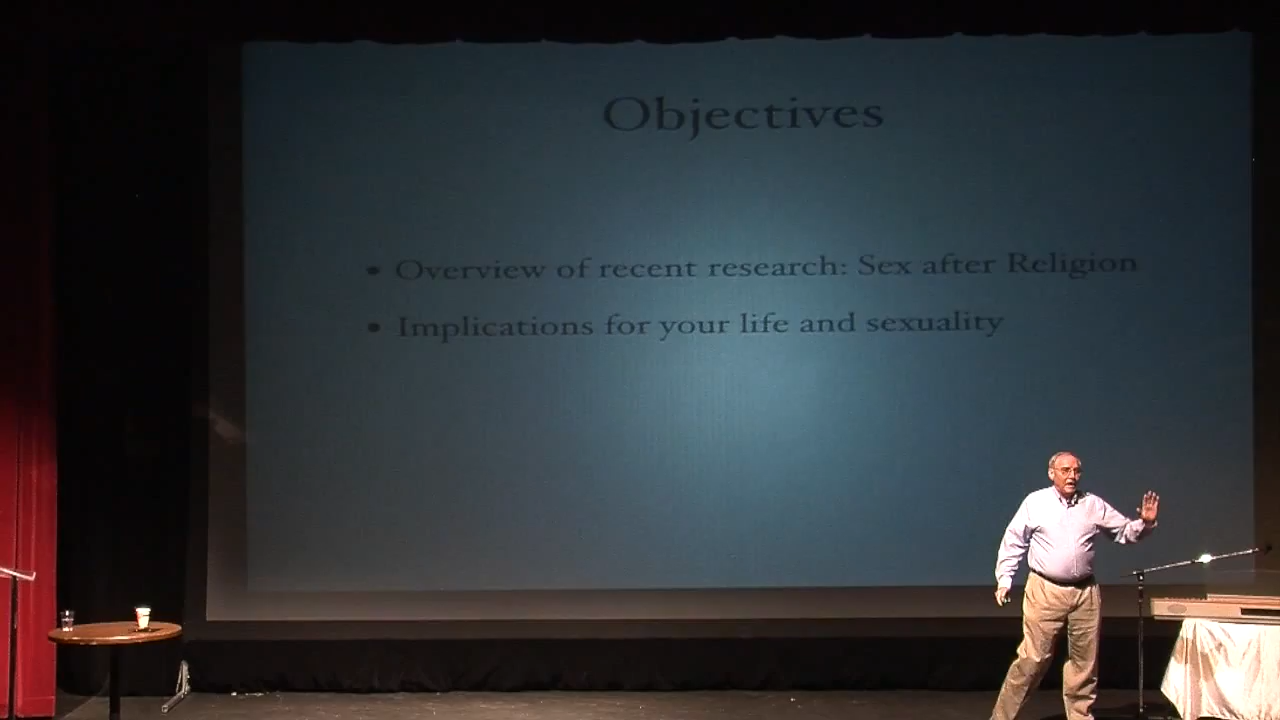 Objectives
• Overview of recent research: Sex after Religion
• Implications for your life and sexuality